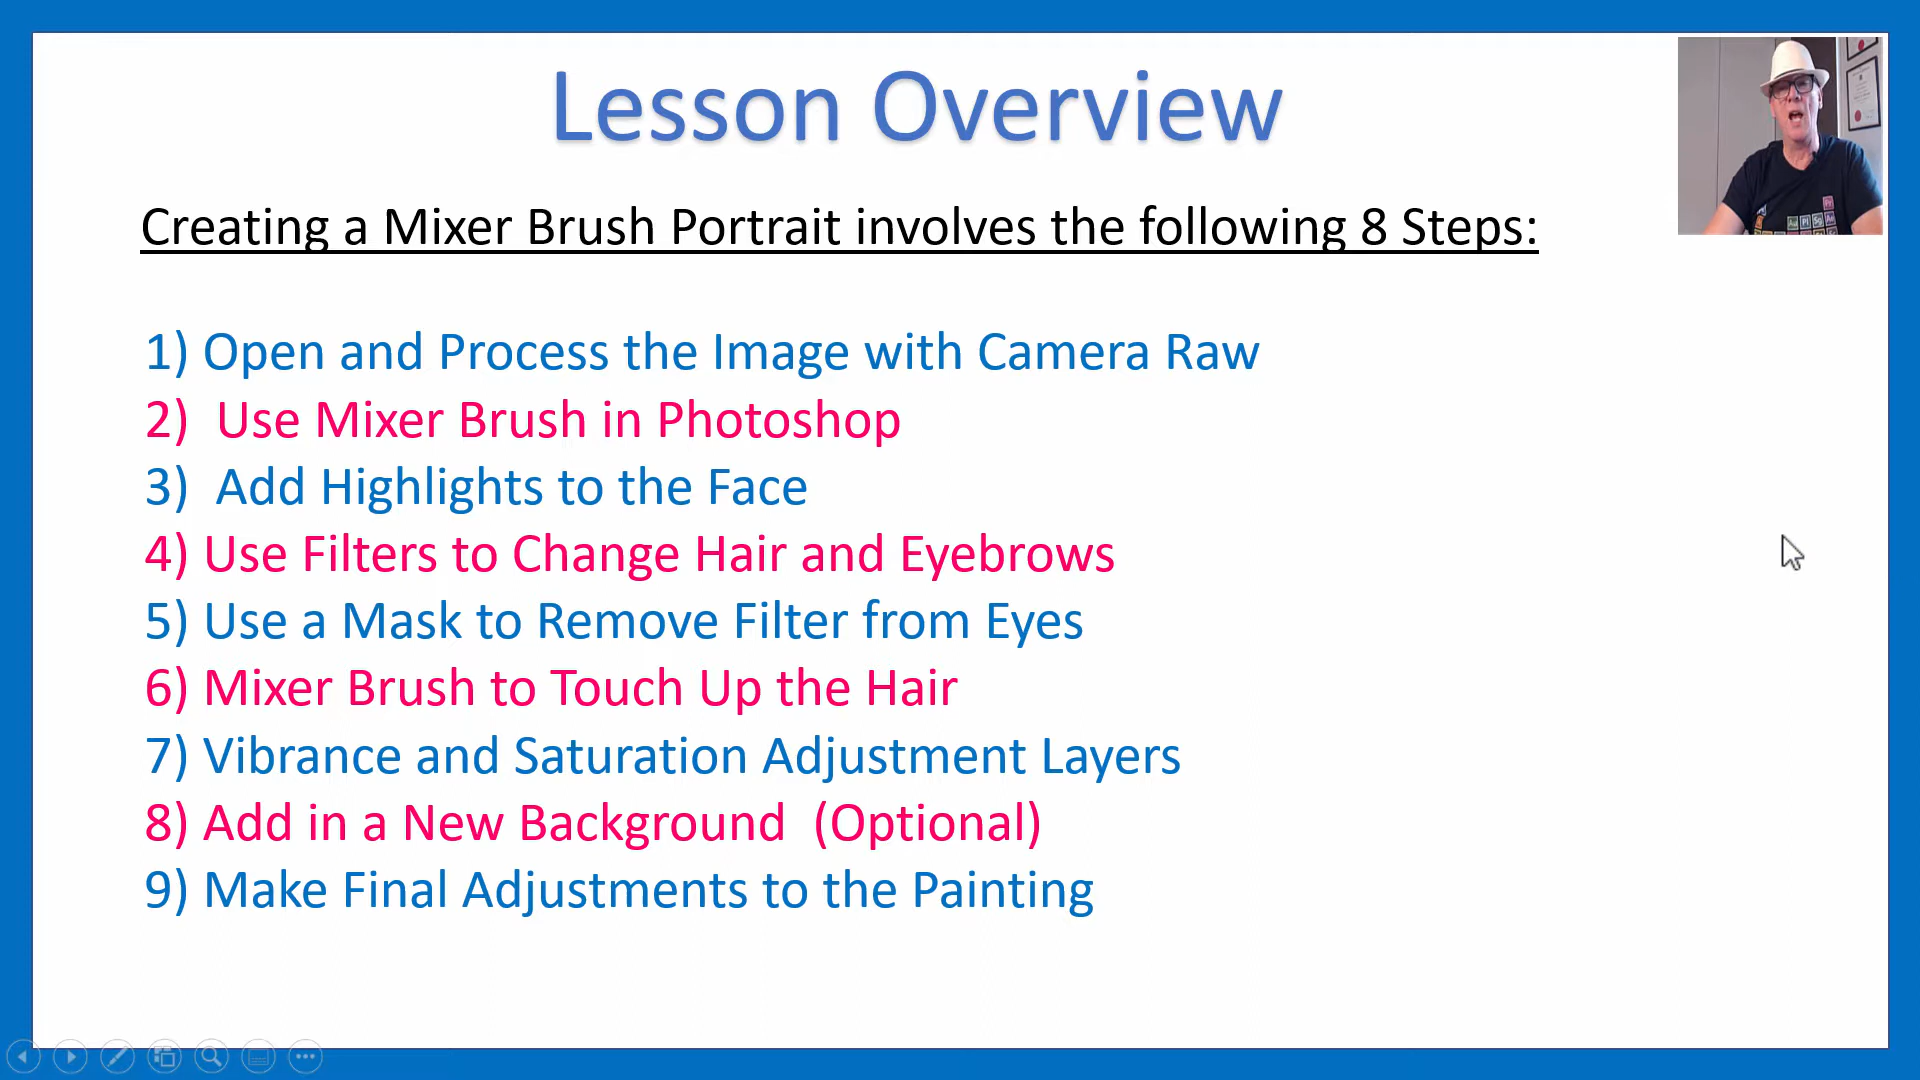 Lesson Overview
Creating a Mixer Brush Portrait involves the following 8 Steps:
1) Open and Process the Image with Camera Raw
2) Use Mixer Brush in Photoshop
3) Add Highlights to the Face
4) Use Filters to Change Hair and Eyebrows
5) Use a Mask to Remove Filter from Eyes
6) Mixer Brush to Touch Up the Hair
7) Vibrance and Saturation Adjustment Layers
8) Add in a New Background (Optional)
9) Make Final Adjustments to the Painting